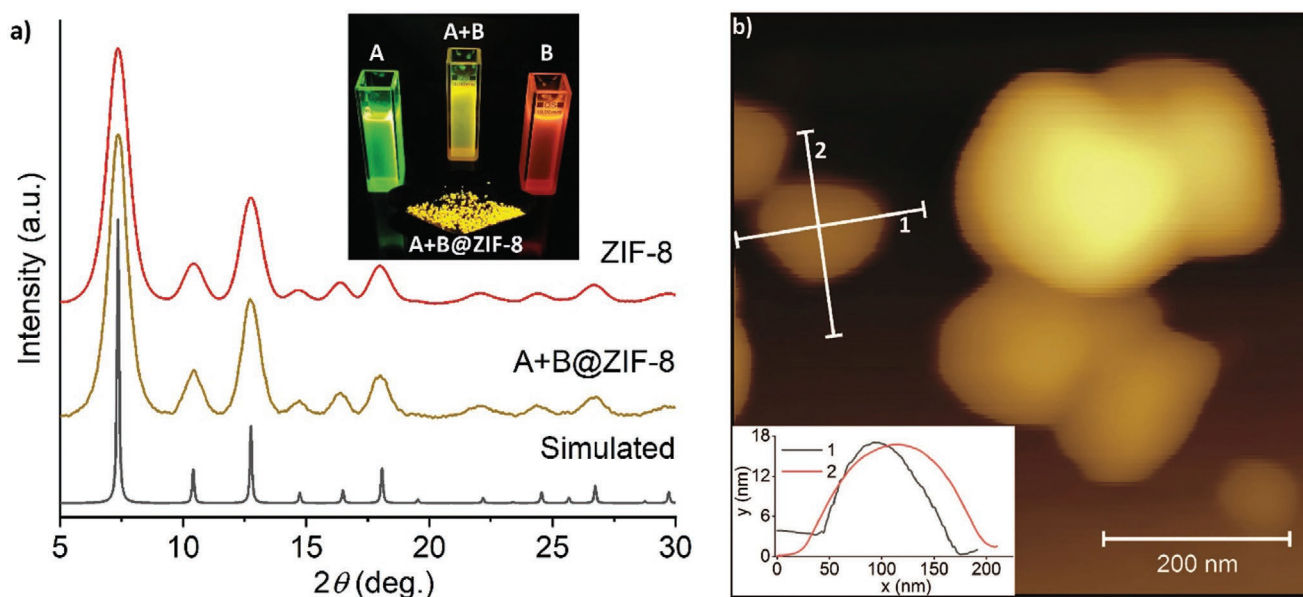 a)
A
A+B
B
A+B@ZIF-8
ZIF-8
A+B@ZIF-8
Simulated
Intensity (a.u.)
5 10 15 20 25 30
2θ (deg.)
b)
2
1
200 nm
18
12
6
0
y (nm)
1
2
0 50 100 150 200
x (nm)